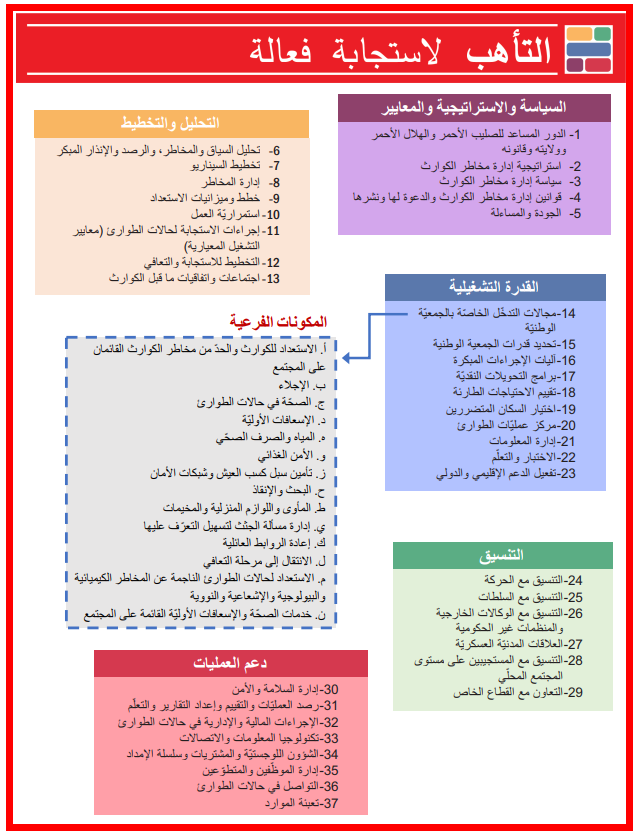 التأهب لاستجابة فعالة
السياسة والاستراتيجية والمعايير
1- الدور المساعد للصليب الأحمر والهلال الأحمر
وولايته وقانونه
2- استراتيجية إدارة مخاطر الكوارث
3- سياسة إدارة مخاطر الكوارث
4- قوانين إدارة مخاطر الكوارث والدعوة لها ونشرها
5- الجودة والمساءلة
التحليل والتخطيط
6- تحليل السياق والمخاطر، والرصد والإنذار المبكر
7- تخطيط السيناريو
8- إدارة المخاطر
9- خطط وميزانيات الاستعداد
10- استمراريّة العمل
11- إجراءات الاستجابة لحالات الطوارئ (معايير
التشغيل المعيارية)
12- التخطيط للاستجابة والتعافي
13- اجتماعات واتفاقيات ما قبل الكوارث
القدرة التشغيلية
14-مجالات التدخّل الخاصّة بالجمعيّة
الوطنيّة
15-تحديد قدرات الجمعية الوطنية
16-آليات الإجراءات المبكرة
17-برامج التحويلات النقديّة
18-تقييم الاحتياجات الطارئة
19-اختيار السكان المتضررين
20-مركز عمليّات الطوارئ
21-إدارة المعلومات
22-الاختبار والتعلّم
23-تفعيل الدعم الإقليمي والدولي
المكونات الفرعية
أ. الاستعداد للكوارث والحدّ من مخاطر الكوارث القائمان
على المجتمع
ب. الإجلاء
ج. الصحّة في حالات الطوارئ
د. الإسعافات الأوليّة
ه. المياه والصرف الصحّي
و. الأمن الغذائي
ز. تأمين سبل كسب العيش وشبكات الأمان
ح. البحث والإنقاذ
ط. المأوى واللوازم المنزلية والمخيمات
ي. إدارة مسألة الجثث لتسهيل التعرّف عليها
ك. إعادة الروابط العائلية
ل. الانتقال إلى مرحلة التعافي
م. الاستعداد لحالات الطوارئ الناجمة عن المخاطر الكيميائية
والبيولوجية والإشعاعية والنووية
ن. خدمات الصحّة والإسعافات الأوليّة القائمة على المجتمع
التنسيق
24-التنسيق مع الحركة
25-التنسيق مع السلطات
26-التنسيق مع الوكالات الخارجية
والمنظمات غير الحكومية
27-العلاقات المدنيّة العسكريّة
28-التنسيق مع المستجيبين على مستوى
المجتمع المحلّي
29-التعاون مع القطاع الخاص
دعم العمليات
30-إدارة السلامة والأمن
31-رصد العمليّات والتقييم وإعداد التقارير والتعلّم
32-الإجراءات المالية والإدارية في حالات الطوارئ
33-تكنولوجيا المعلومات والاتصالات
34-الشؤون اللوجستيّة والمشتريات وسلسلة الإمداد
35-إدارة الموظّفين والمتطوّعين
36-التواصل في حالات الطوارئ
37-تعبئة الموارد